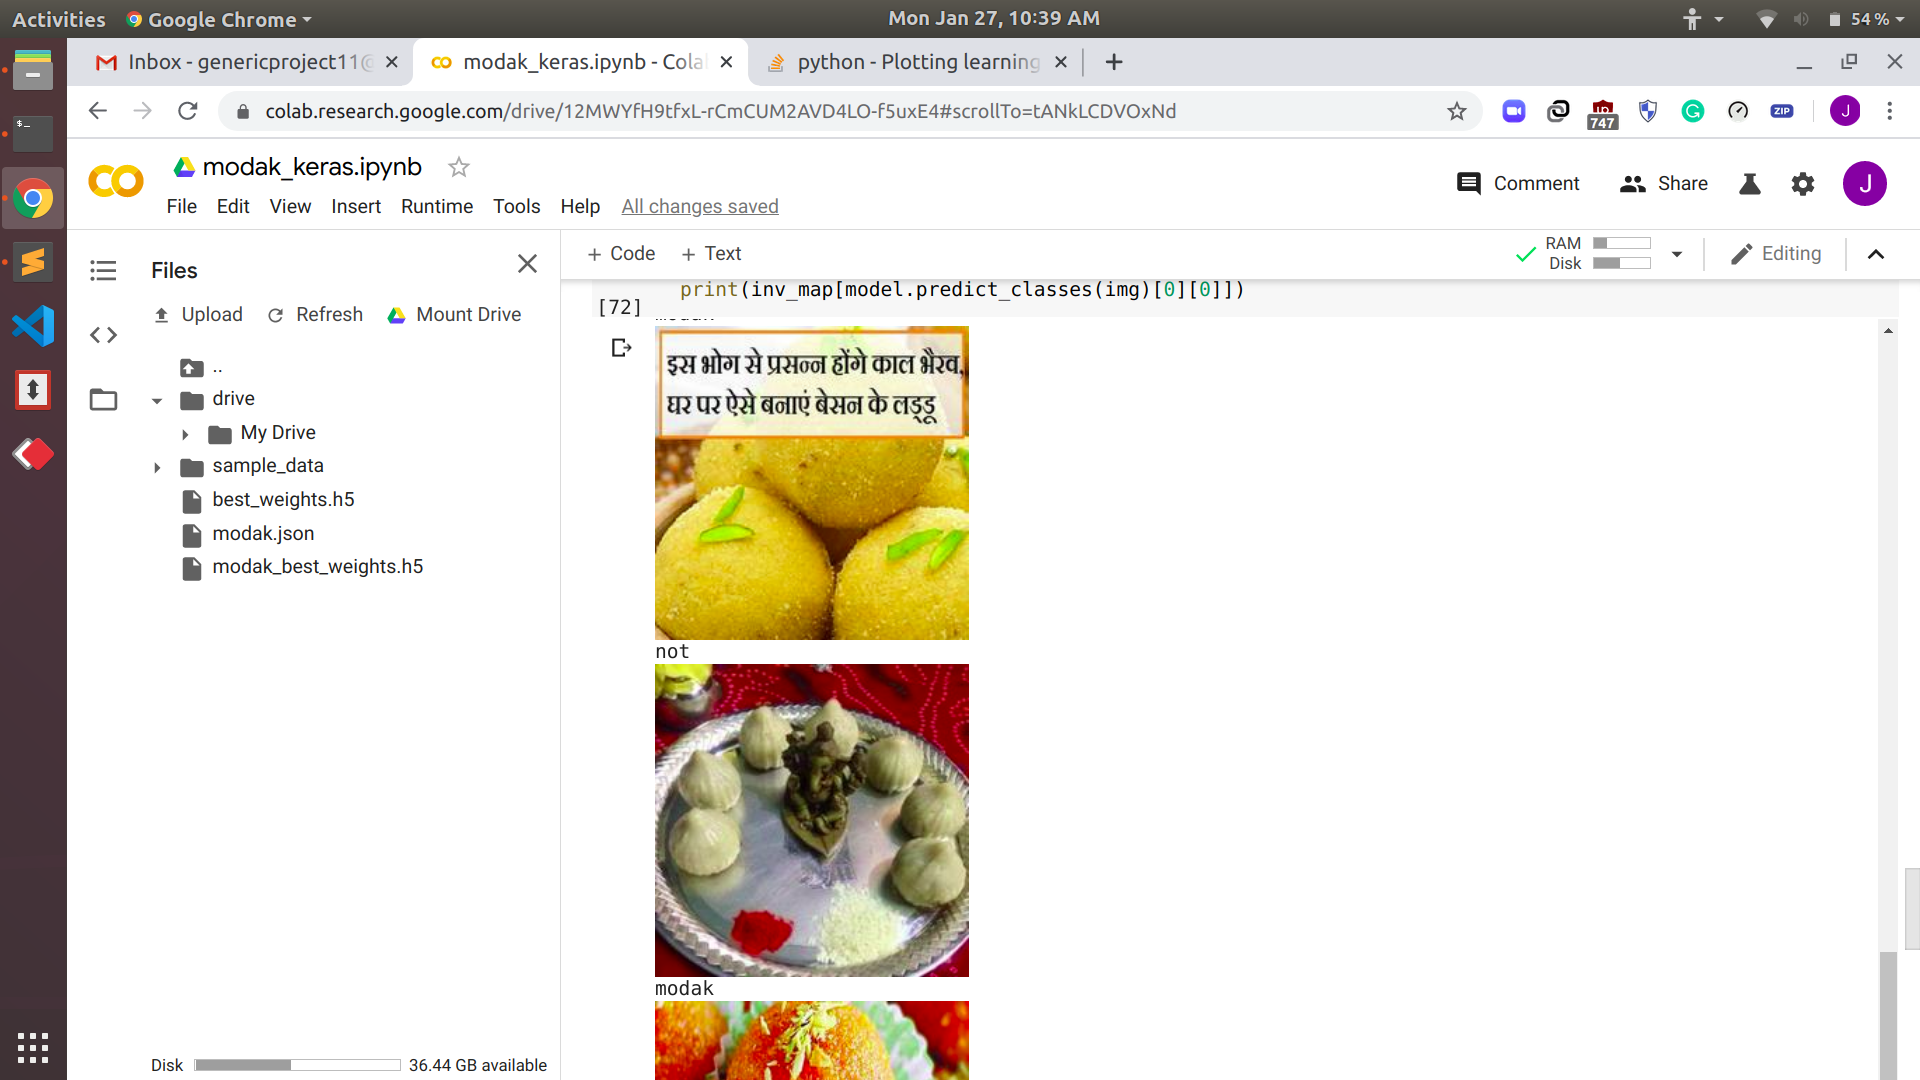 Activities
Google Chrome
Mon Jan 27, 10:39 AM
54 %
Inbox - genericproject11@
modak_keras.ipynb - Cola
python - Plotting learning
colab.research.google.com/drive/12MWYfH9tfxL-rCmCUM2AVD4LO-f5uxE4#scrollTo=tANkLCDVOxNd
747
ZIP
J
modak_keras.ipynb
Comment
Share
J
File Edit View Insert Runtime Tools Help All changes saved
Files
+ Code + Text
RAM
Disk
Editing
Upload Refresh Mount Drive
..
drive
My Drive
sample_data
best_weights.h5
modak.json
modak_best_weights.h5
Disk
36.44 GB available
print(inv_map[model.predict_classes(img)[0][0]])
[72]
इस भोग से प्रसन्न होंगे काल भैरव,
घर पर ऐसे बनाएं बेसन के लड्डू
not
modak